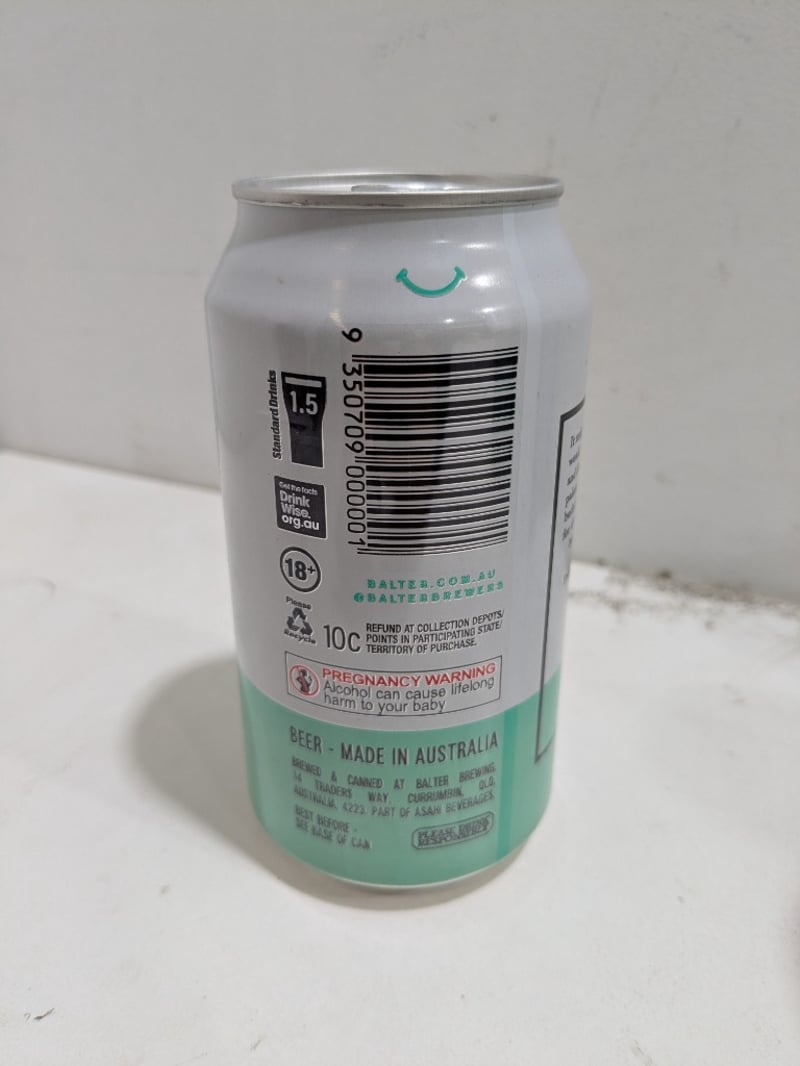 Standard Drinks
1.5
Get the facts
Drink
Wise.
org.au
18+
Please
Recycle
9 350709 000001
BALTER.COM.AU
@BALTERBREWERS
10C
REFUND AT COLLECTION DEPOTS/
POINTS IN PARTICIPATING STATE/
TERRITORY OF PURCHASE.
PREGNANCY WARNING
Alcohol can cause lifelong
harm to your baby
BEER - MADE IN AUSTRALIA
BREWED & CANNED AT BALTER BREWING,
14 TRADERS WAY, CURRUMBIN, QLD,
AUSTRALIA, 4223. PART OF ASAHI BEVERAGES.
BEST BEFORE -
SEE BASE OF CAN
PLEASE DRINK
RESPONSIBLY